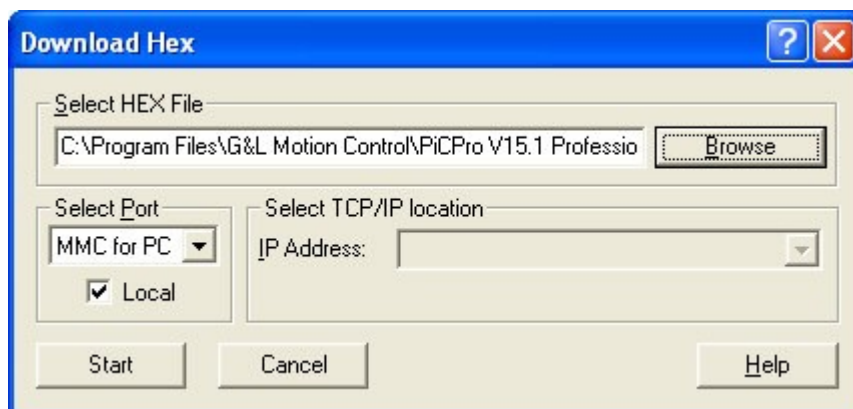 Download Hex
Select HEX File
C:\Program Files\G&L Motion Control\PiCPro V15.1 Professio
Browse
Select Port
Select TCP/IP location
MMC for PC
IP Address:
Local
Start
Cancel
Help